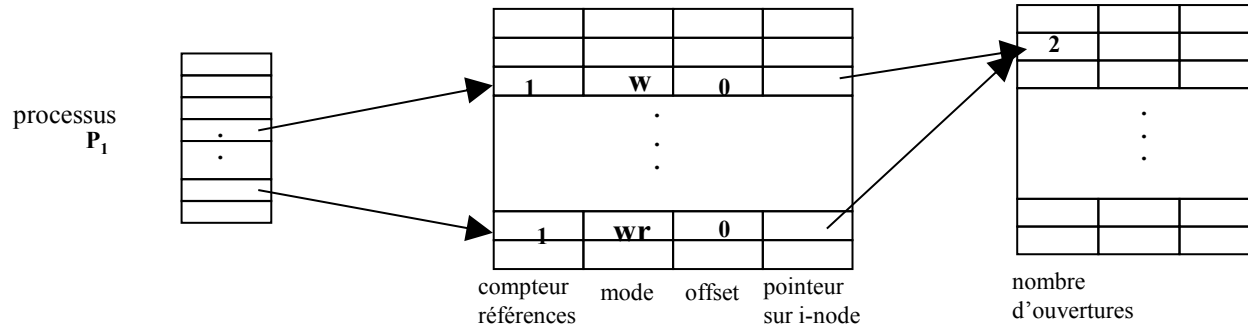 processus
P1
1 w 0
1 wr 0
compteur références
mode
offset
pointeur sur i-node
2
nombre d'ouvertures